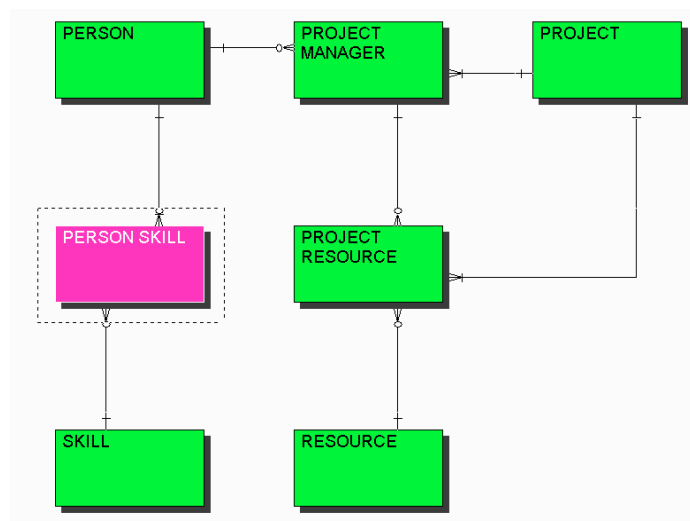 PERSON
PROJECT
MANAGER
PROJECT
PERSON SKILL
PROJECT
RESOURCE
SKILL
RESOURCE